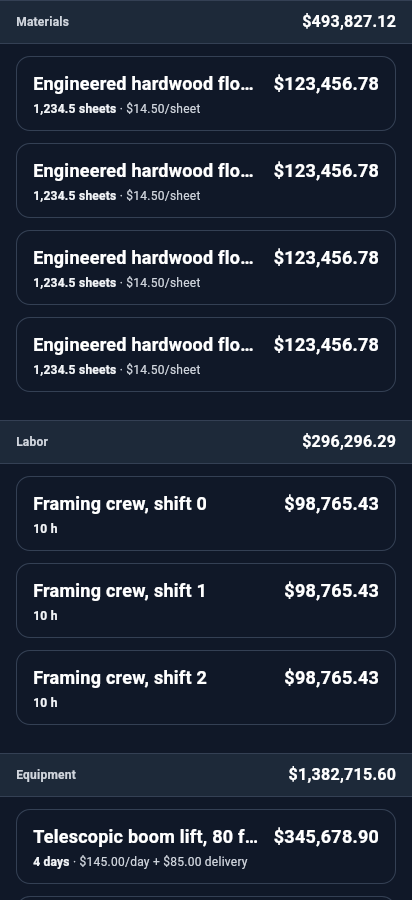 Materials $493,827.12
Engineered hardwood flo… $123,456.78
1,234.5 sheets · $14.50/sheet
Engineered hardwood flo… $123,456.78
1,234.5 sheets · $14.50/sheet
Engineered hardwood flo… $123,456.78
1,234.5 sheets · $14.50/sheet
Engineered hardwood flo… $123,456.78
1,234.5 sheets · $14.50/sheet
Labor $296,296.29
Framing crew, shift 0 $98,765.43
10 h
Framing crew, shift 1 $98,765.43
10 h
Framing crew, shift 2 $98,765.43
10 h
Equipment $1,382,715.60
Telescopic boom lift, 80 f… $345,678.90
4 days · $145.00/day + $85.00 delivery